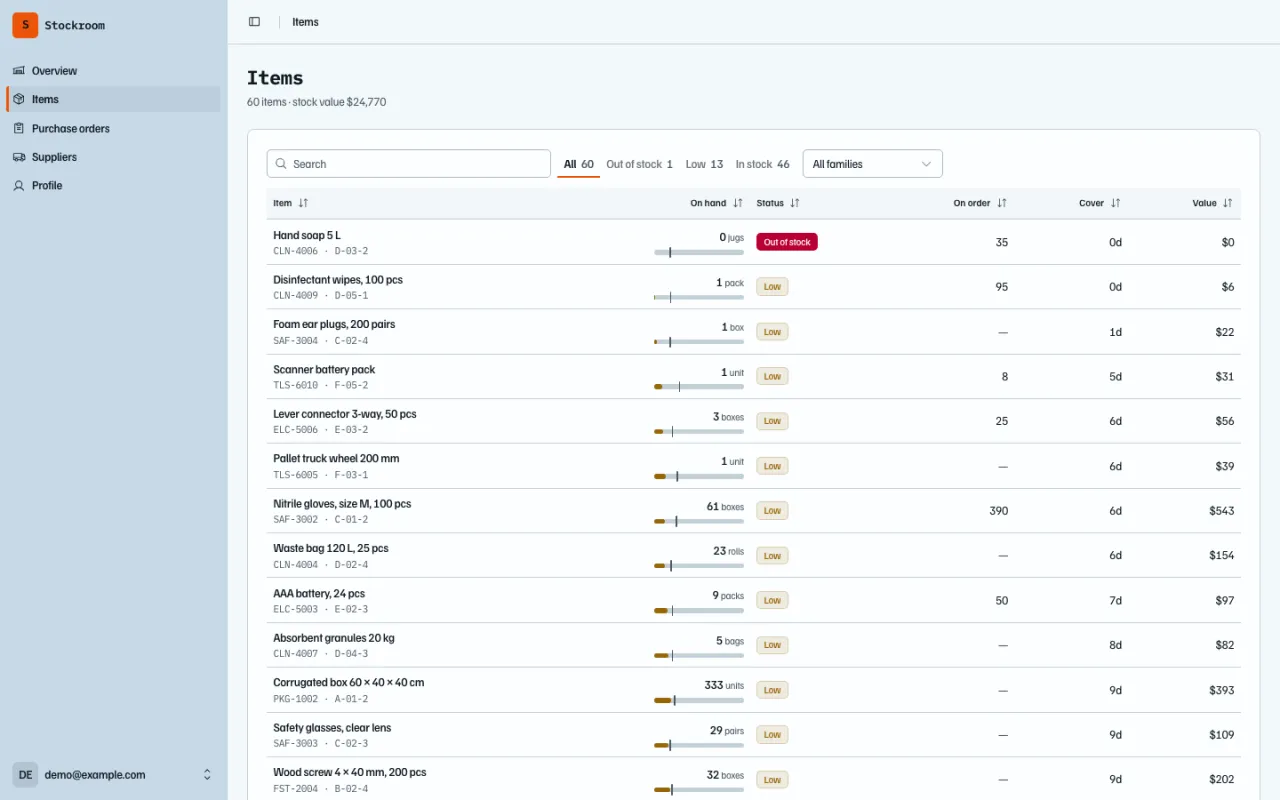 S Stockroom
Items
Overview
Items
Purchase orders
Suppliers
Profile
DE demo@example.com
Items
60 items · stock value $24,770
Search
All 60 Out of stock 1 Low 13 In stock 46 All families
Item On hand Status On order Cover Value
Hand soap 5 L
CLN-4006 · D-03-2
0 jugs Out of stock 35 0d $0
Disinfectant wipes, 100 pcs
CLN-4009 · D-05-1
1 pack Low 95 0d $6
Foam ear plugs, 200 pairs
SAF-3004 · C-02-4
1 box Low — 1d $22
Scanner battery pack
TLS-6010 · F-05-2
1 unit Low 8 5d $31
Lever connector 3-way, 50 pcs
ELC-5006 · E-03-2
3 boxes Low 25 6d $56
Pallet truck wheel 200 mm
TLS-6005 · F-03-1
1 unit Low — 6d $39
Nitrile gloves, size M, 100 pcs
SAF-3002 · C-01-2
61 boxes Low 390 6d $543
Waste bag 120 L, 25 pcs
CLN-4004 · D-02-4
23 rolls Low — 6d $154
AAA battery, 24 pcs
ELC-5003 · E-02-3
9 packs Low 50 7d $97
Absorbent granules 20 kg
CLN-4007 · D-04-3
5 bags Low — 8d $82
Corrugated box 60 × 40 × 40 cm
PKG-1002 · A-01-2
333 units Low — 9d $393
Safety glasses, clear lens
SAF-3003 · C-02-3
29 pairs Low — 9d $109
Wood screw 4 × 40 mm, 200 pcs
FST-2004 · B-02-4
32 boxes Low — 9d $202